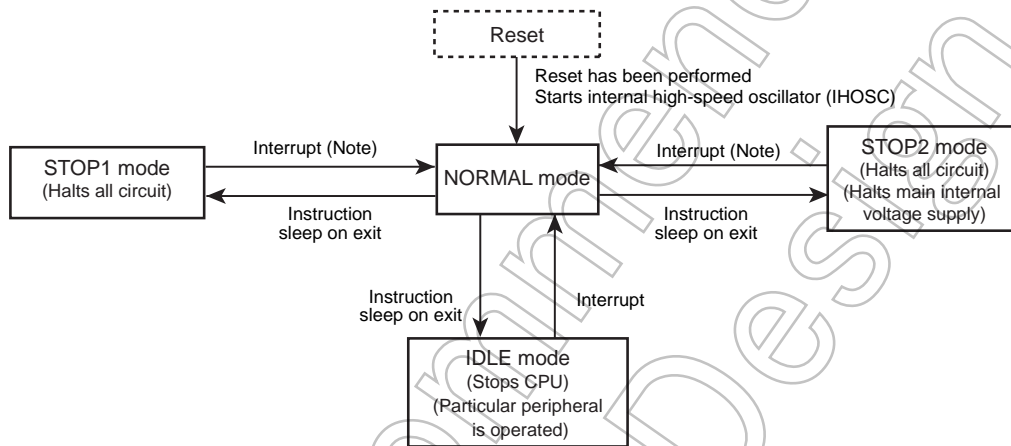 Reset
Reset has been performed
Starts internal high-speed oscillator (IHOSC)
STOP1 mode
(Halts all circuit)
Interrupt (Note)
Instruction
sleep on exit
NORMAL mode
Interrupt (Note)
Instruction
sleep on exit
STOP2 mode
(Halts all circuit)
(Halts main internal
voltage supply)
Instruction
sleep on exit
Interrupt
IDLE mode
(Stops CPU)
(Particular peripheral
is operated)
Design